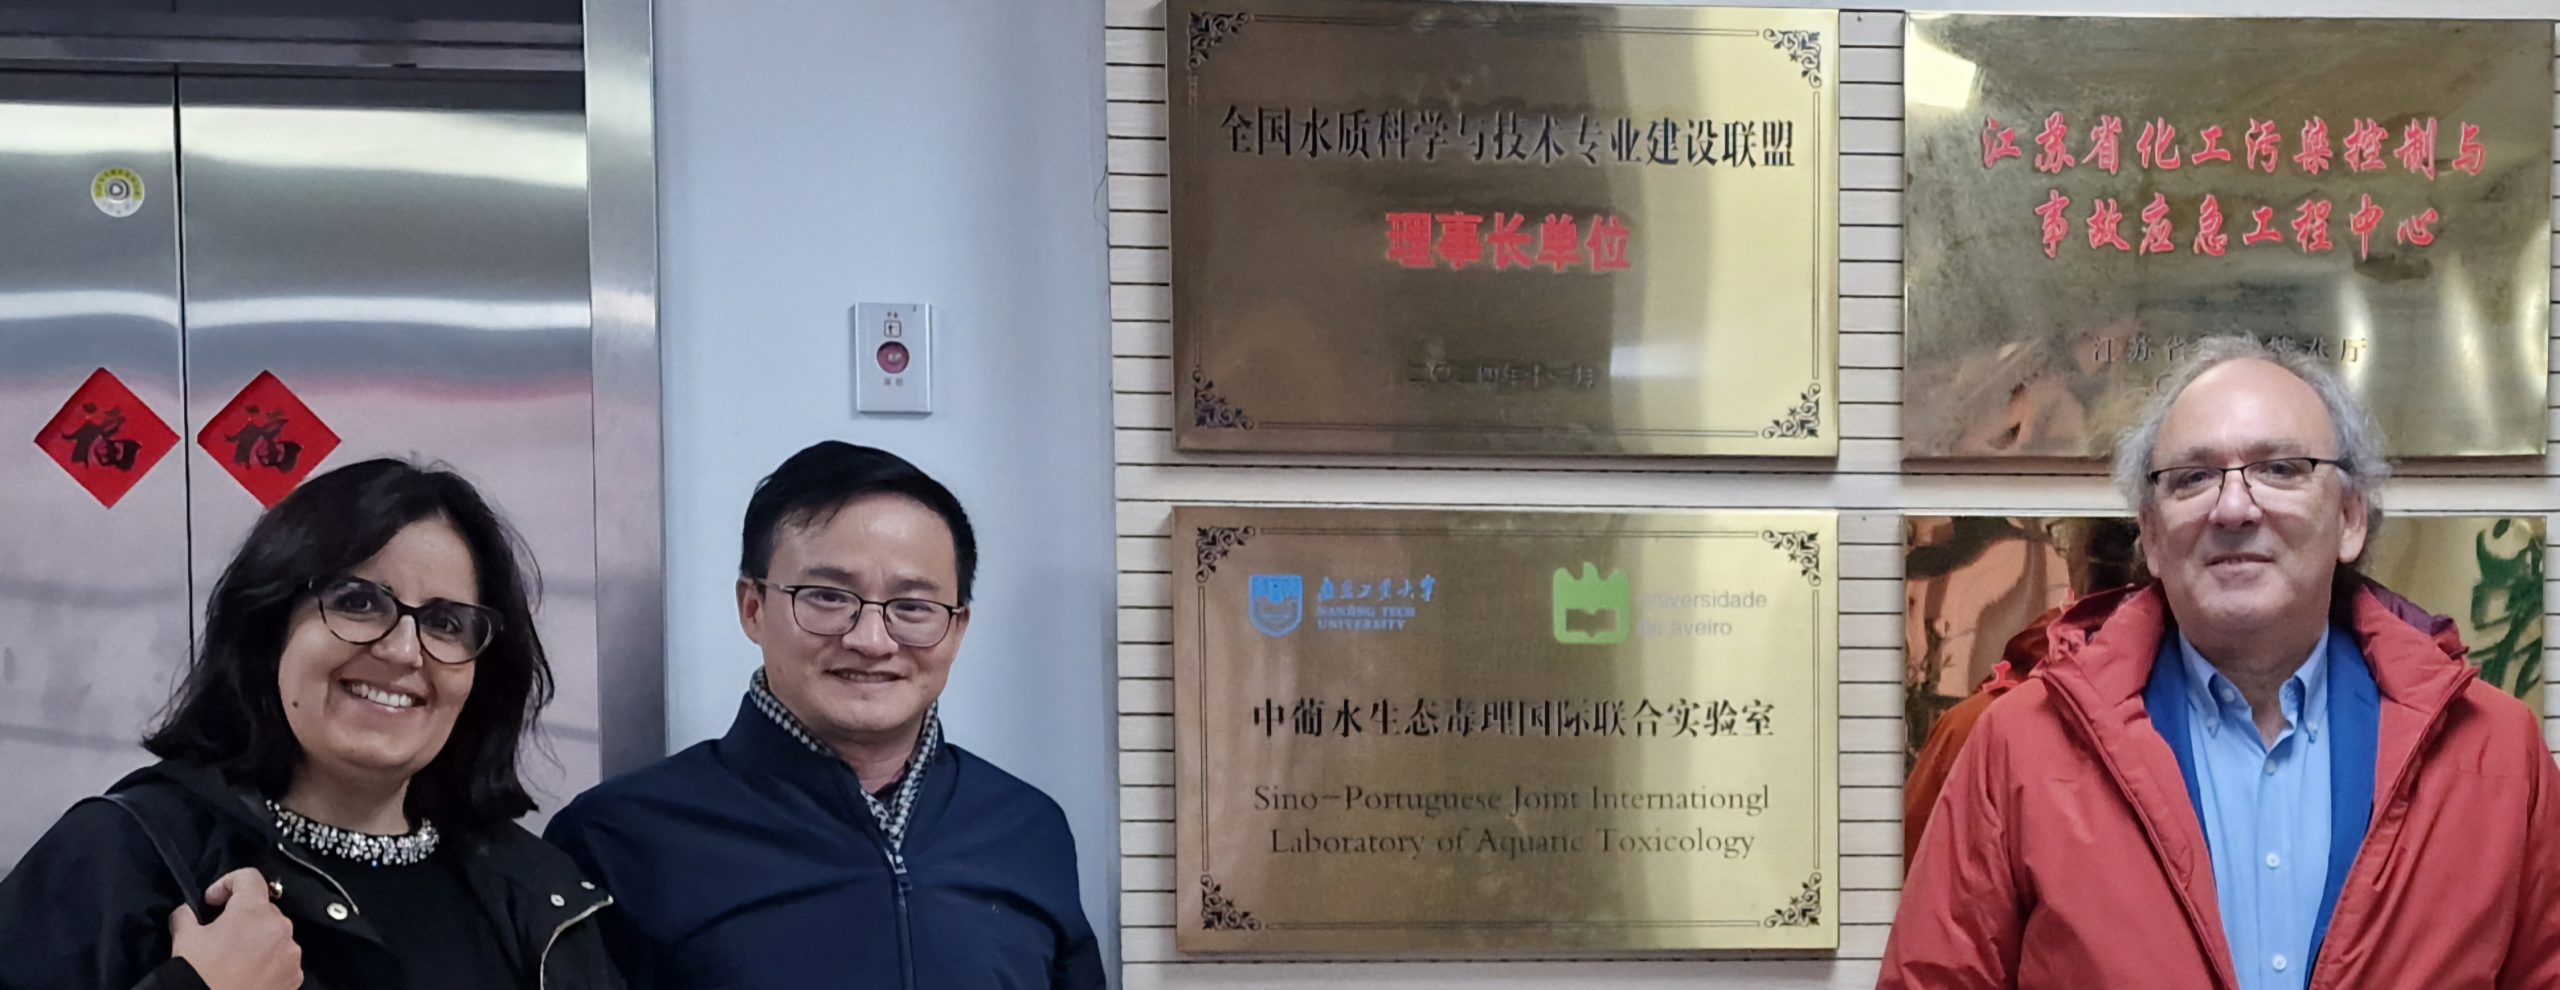 福
福
全国水质科学与技术专业建设联盟
理事长单位
江苏省化工污染控制与
事故应急工程中心
南京工业大学
NANJING TECH
UNIVERSITY
universidade
de aveiro
中葡水生态毒理国际联合实验室
Sino-Portuguese Joint Internationgl
Laboratory of Aquatic Toxicology